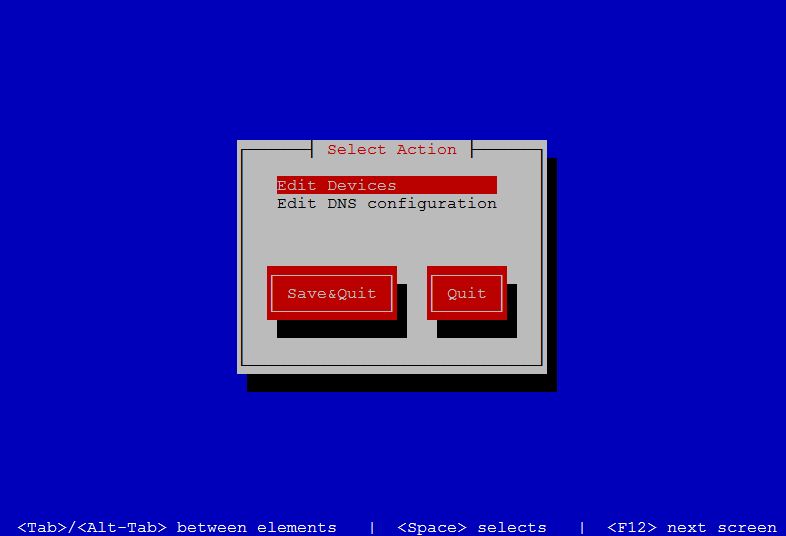 Select Action
Edit Devices
Edit DNS configuration
Save&Quit Quit
<Tab>/<Alt-Tab> between elements | <Space> selects | <F12> next screen